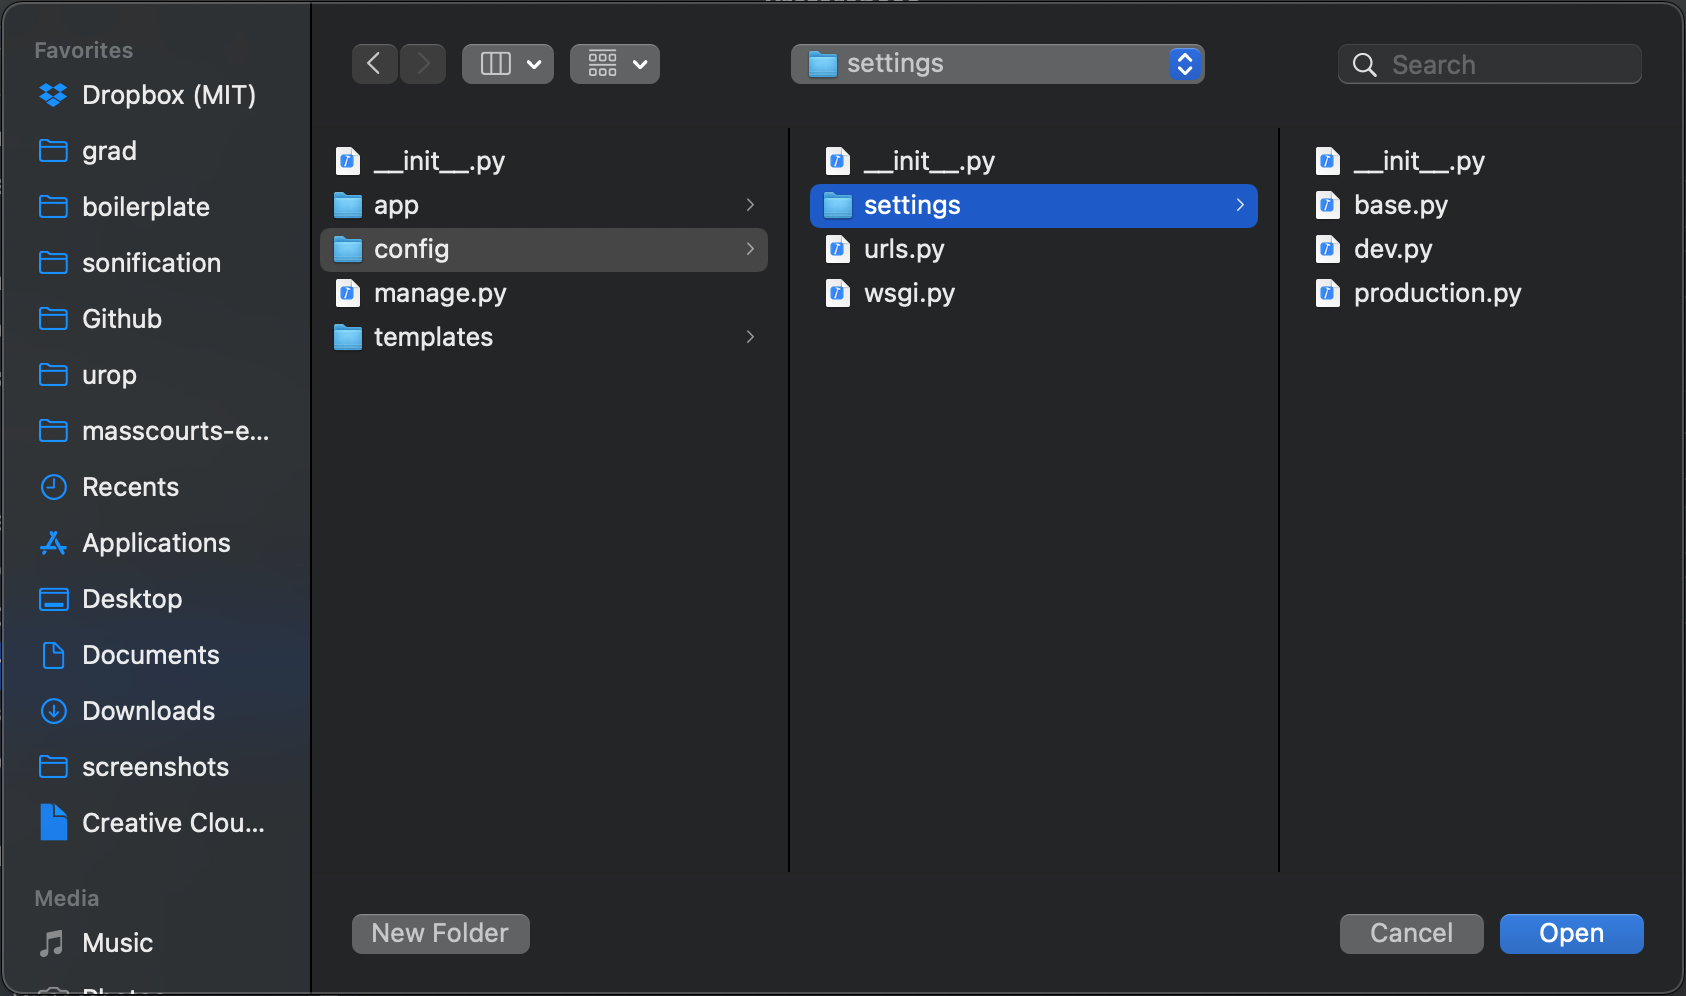 Favorites
Dropbox (MIT)
grad
boilerplate
sonification
Github
urop
masscourts-e...
Recents
Applications
Desktop
Documents
Downloads
screenshots
Creative Clou...
Media
Music
settings
Search
__init__.py
app
config
manage.py
templates
__init__.py
settings
urls.py
wsgi.py
__init__.py
base.py
dev.py
production.py
New Folder
Cancel
Open